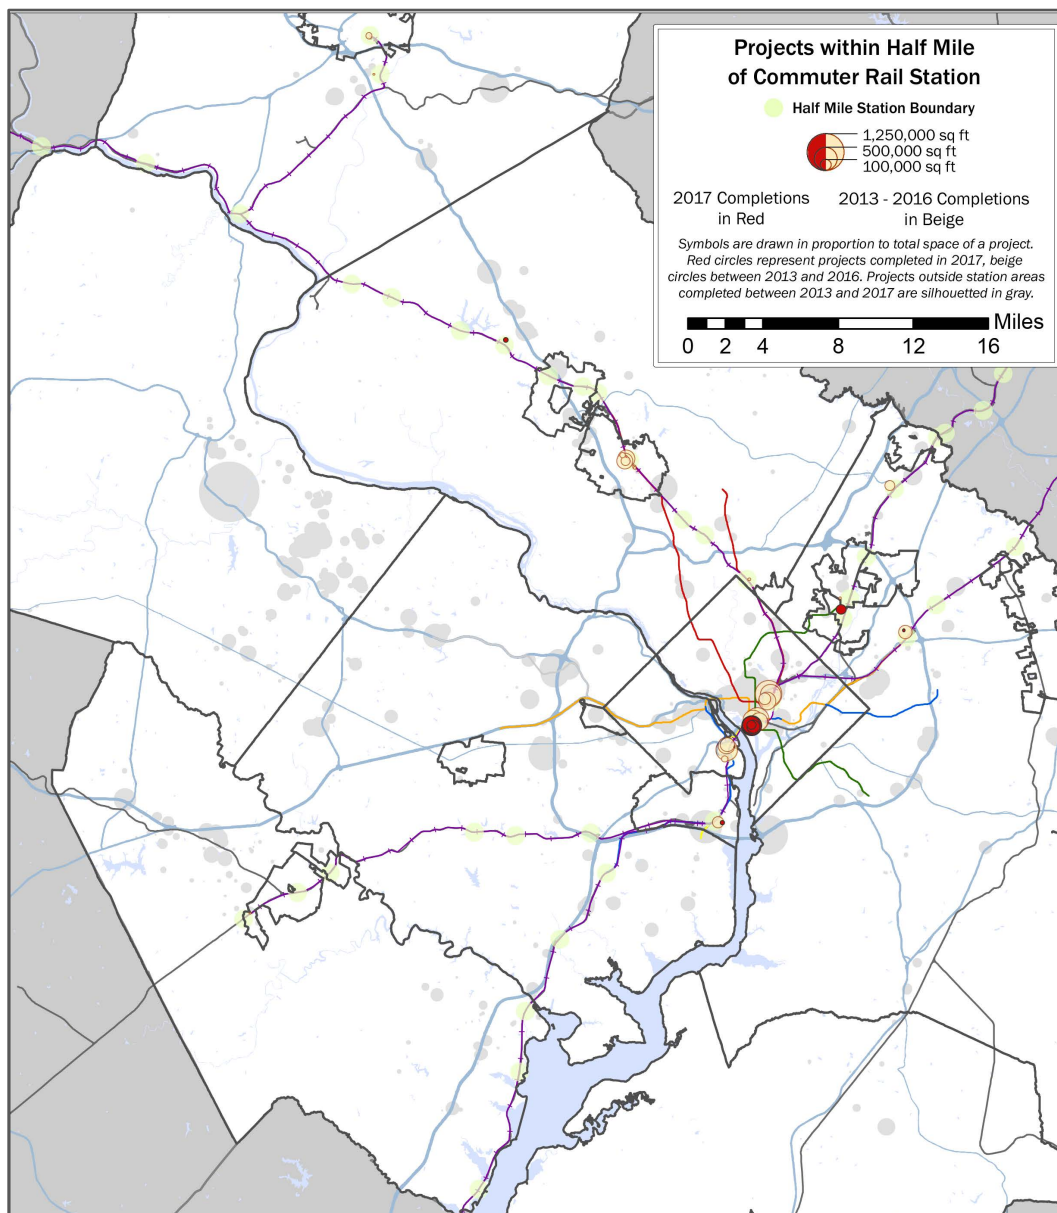 Projects within Half Mile
of Commuter Rail Station
Half Mile Station Boundary
1,250,000 sq ft
500,000 sq ft
100,000 sq ft
2017 Completions
in Red
2013 - 2016 Completions
in Beige
Symbols are drawn in proportion to total space of a project.
Red circles represent projects completed in 2017, beige
circles between 2013 and 2016. Projects outside station areas
completed between 2013 and 2017 are silhouetted in gray.
Miles
0 2 4 8 12 16